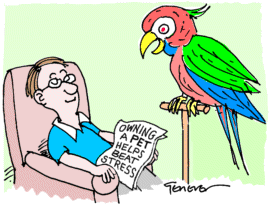 OWNING
A PET
HELPS
BEAT
STRESS